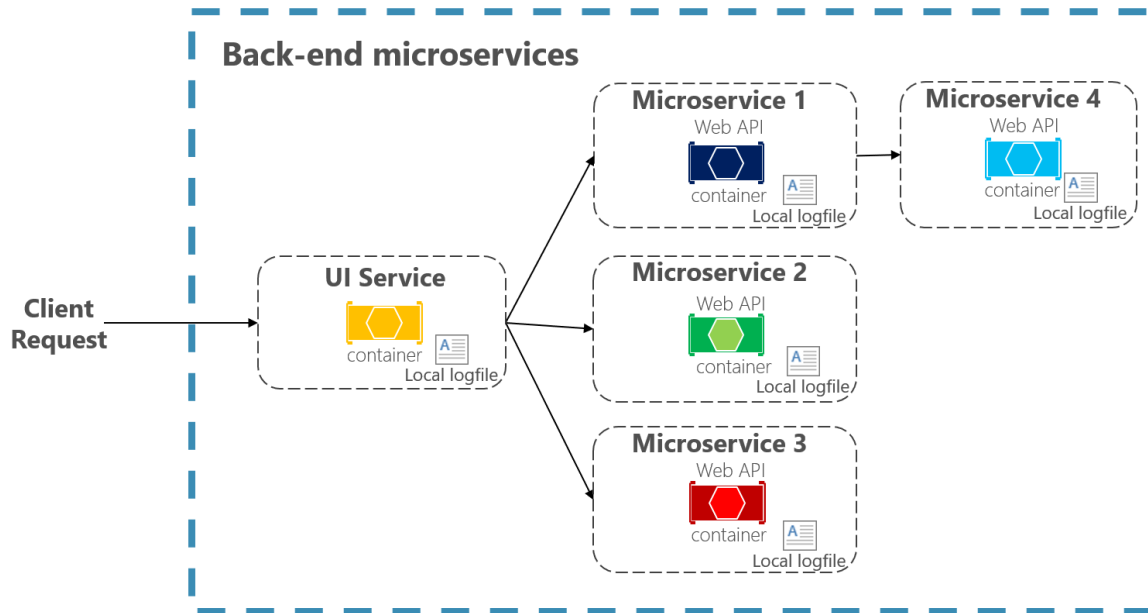 Back-end microservices
Microservice 1
Web API
container
Local logfile
Microservice 4
Web API
container
Local logfile
Client
Request
UI Service
container
Local logfile
Microservice 2
Web API
container
Local logfile
Microservice 3
Web API
container
Local logfile